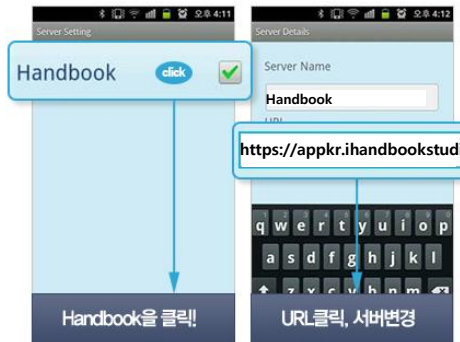 오후 4:11
Server Setting
Handbook
click
Handbook을 클릭!
오후 4:12
Server Details
Server Name
Handbook
URL
https://appkr.ihandbookstudi
q w e r t y u i o p
a s d f g h j k l
z x c v b n m
URL클릭, 서버변경